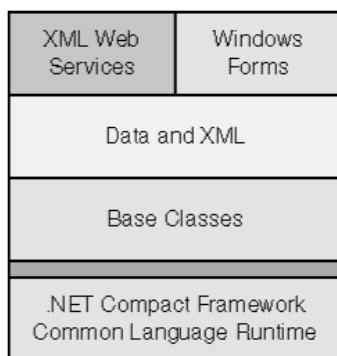 XML Web
Services
Windows
Forms
Data and XML
Base Classes
.NET Compact Framework
Common Language Runtime